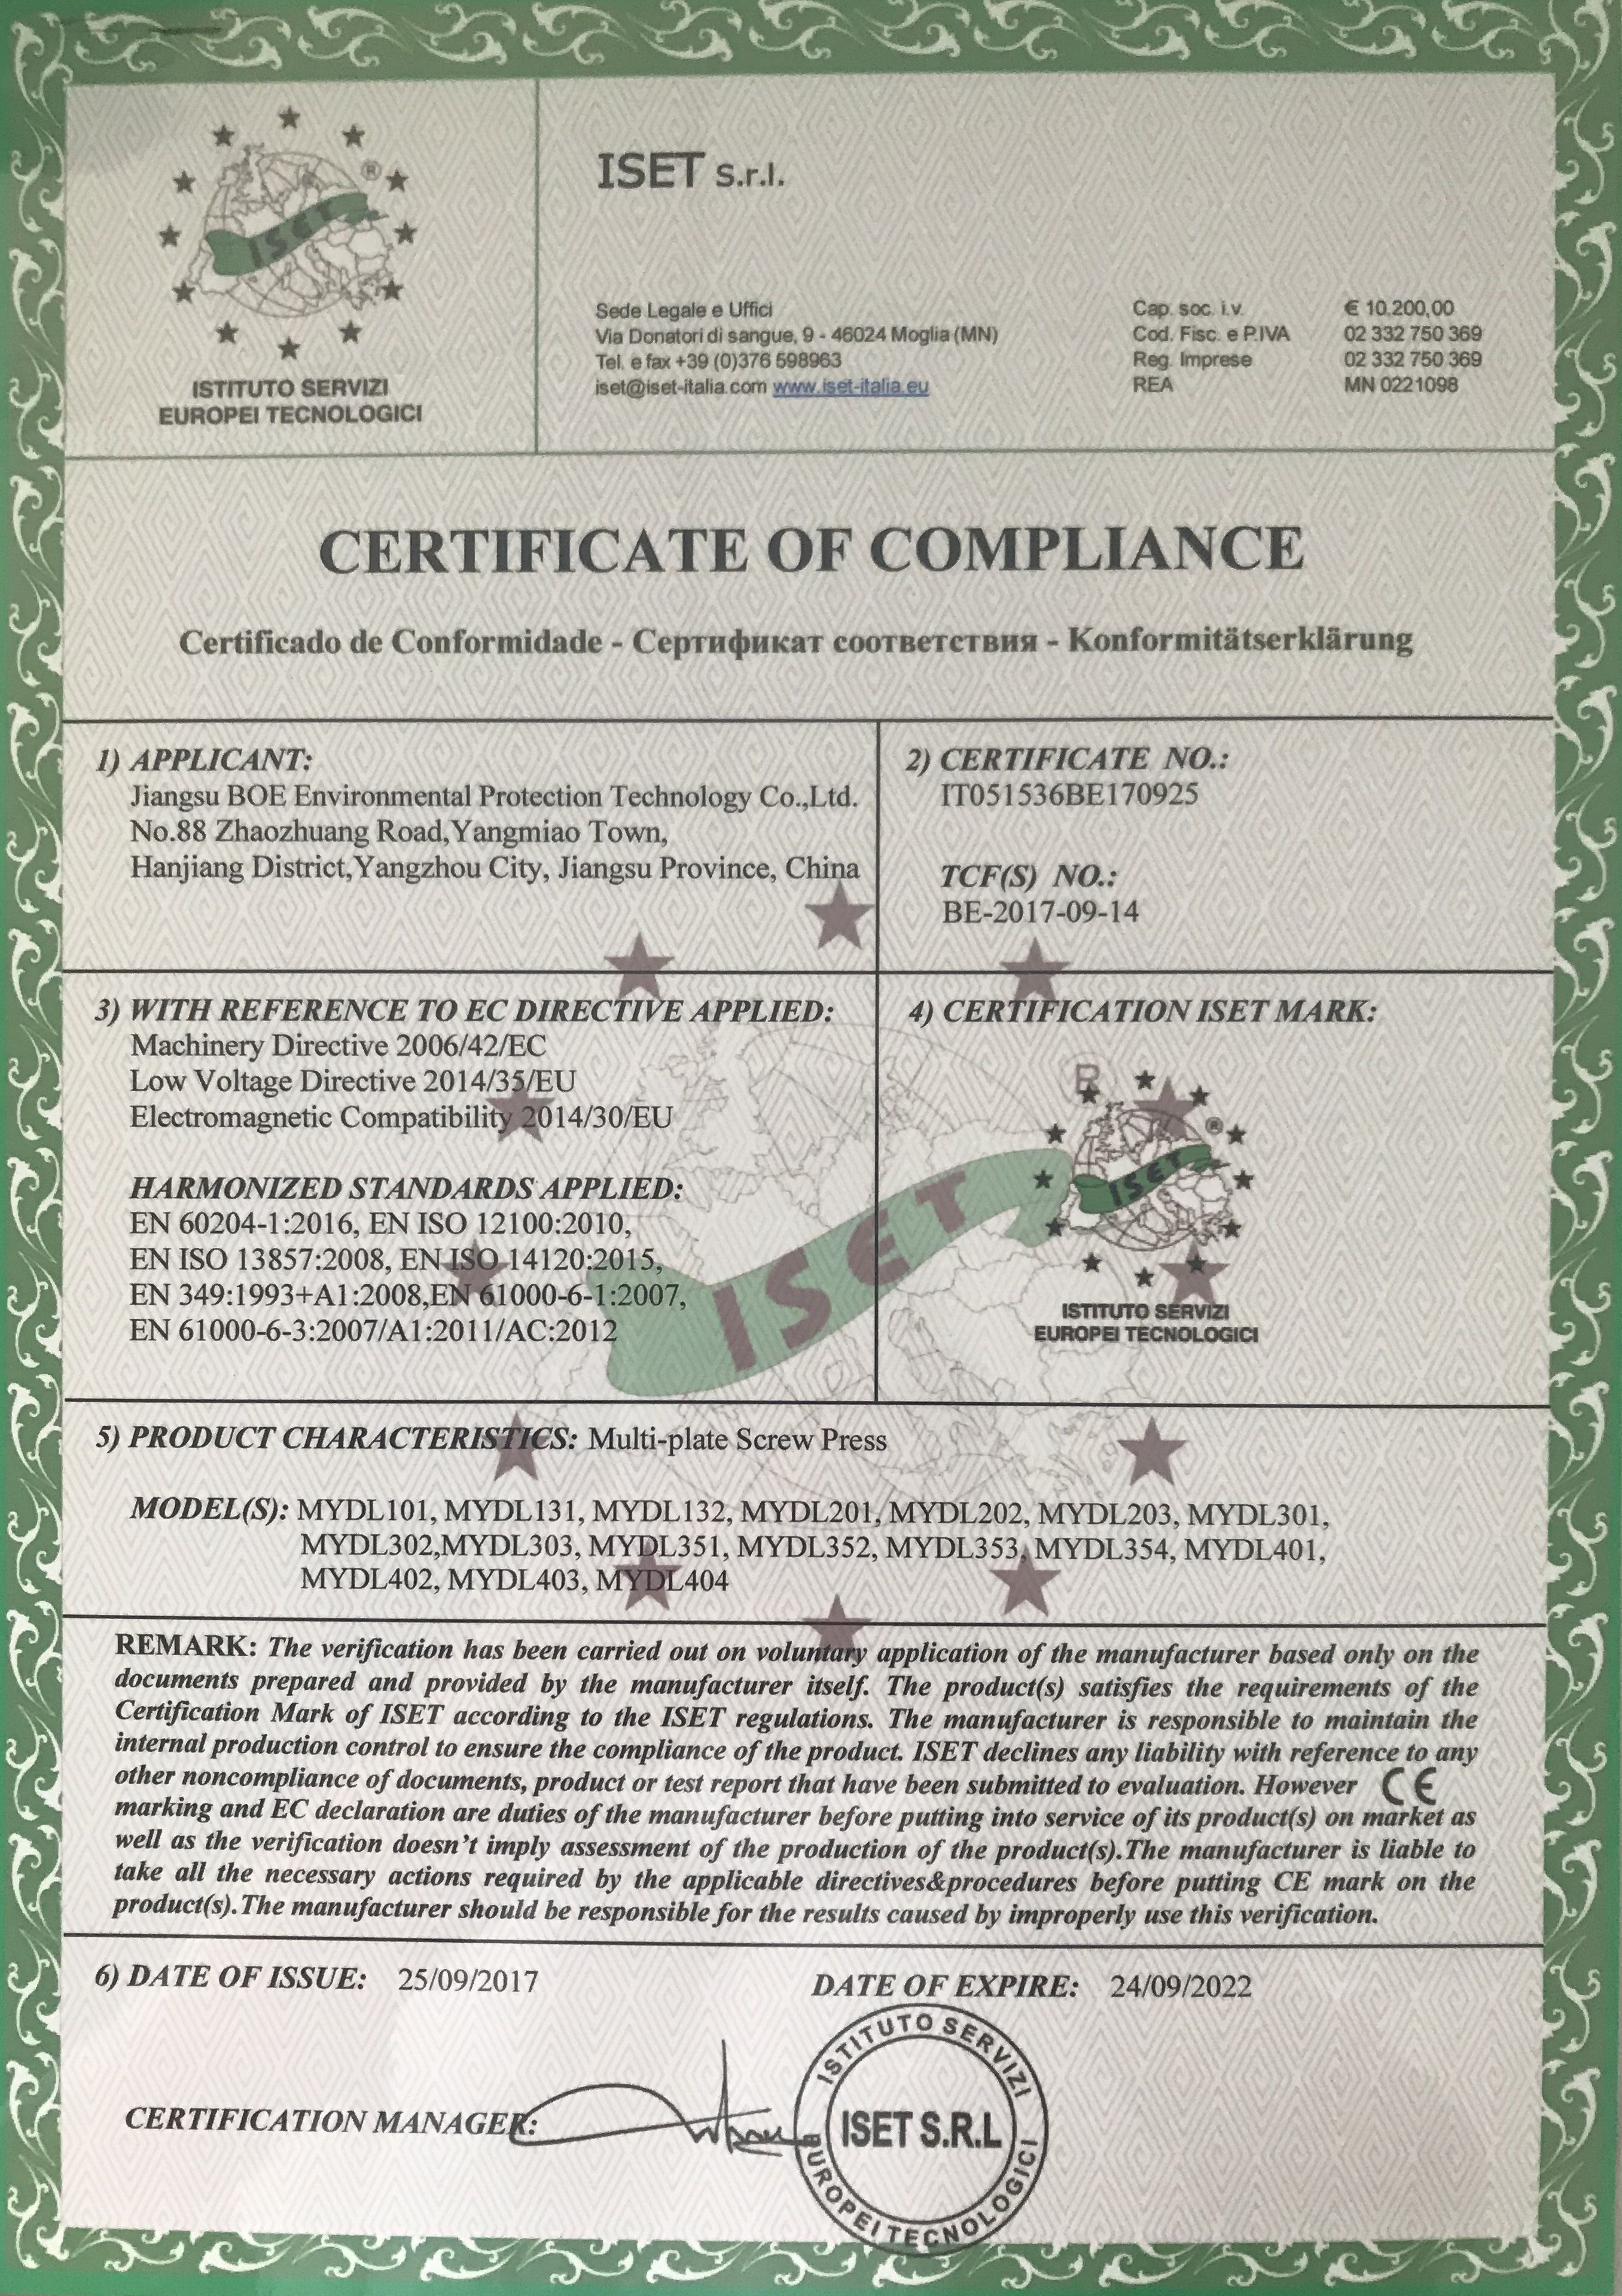 ISET
®
ISTITUTO SERVIZI
EUROPEI TECNOLOGICI
ISET s.r.l.
Sede Legale e Uffici
Via Donatori di sangue, 9 - 46024 Moglia (MN)
Tel. e fax +39 (0)376 598963
iset@iset-italia.com www.iset-italia.eu
Cap. soc. i.v. € 10.200,00
Cod. Fisc. e P.IVA 02 332 750 369
Reg. Imprese 02 332 750 369
REA MN 0221098
CERTIFICATE OF COMPLIANCE
Certificado de Conformidade - Сертификат соответствия - Konformitätserklärung
1) APPLICANT:
Jiangsu BOE Environmental Protection Technology Co.,Ltd.
No.88 Zhaozhuang Road,Yangmiao Town,
Hanjiang District,Yangzhou City, Jiangsu Province, China
2) CERTIFICATE NO.:
IT051536BE170925
TCF(S) NO.:
BE-2017-09-14
3) WITH REFERENCE TO EC DIRECTIVE APPLIED:
Machinery Directive 2006/42/EC
Low Voltage Directive 2014/35/EU
Electromagnetic Compatibility 2014/30/EU
HARMONIZED STANDARDS APPLIED:
EN 60204-1:2016, EN ISO 12100:2010,
EN ISO 13857:2008, EN ISO 14120:2015,
EN 349:1993+A1:2008,EN 61000-6-1:2007,
EN 61000-6-3:2007/A1:2011/AC:2012
ISET
4) CERTIFICATION ISET MARK:
R
®
ISET
ISTITUTO SERVIZI
EUROPEI TECNOLOGICI
5) PRODUCT CHARACTERISTICS: Multi-plate Screw Press
MODEL(S): MYDL101, MYDL131, MYDL132, MYDL201, MYDL202, MYDL203, MYDL301,
MYDL302,MYDL303, MYDL351, MYDL352, MYDL353, MYDL354, MYDL401,
MYDL402, MYDL403, MYDL404
REMARK: The verification has been carried out on voluntary application of the manufacturer based only on the
documents prepared and provided by the manufacturer itself. The product(s) satisfies the requirements of the
Certification Mark of ISET according to the ISET regulations. The manufacturer is responsible to maintain the
internal production control to ensure the compliance of the product. ISET declines any liability with reference to any
other noncompliance of documents, product or test report that have been submitted to evaluation. However CE
marking and EC declaration are duties of the manufacturer before putting into service of its product(s) on market as
well as the verification doesn't imply assessment of the production of the product(s).The manufacturer is liable to
take all the necessary actions required by the applicable directives&procedures before putting CE mark on the
product(s).The manufacturer should be responsible for the results caused by improperly use this verification.
6) DATE OF ISSUE: 25/09/2017
DATE OF EXPIRE: 24/09/2022
CERTIFICATION MANAGER:
ISTITUTO SERVIZI
ISET S.R.L
EUROPEI TECNOLOGICI